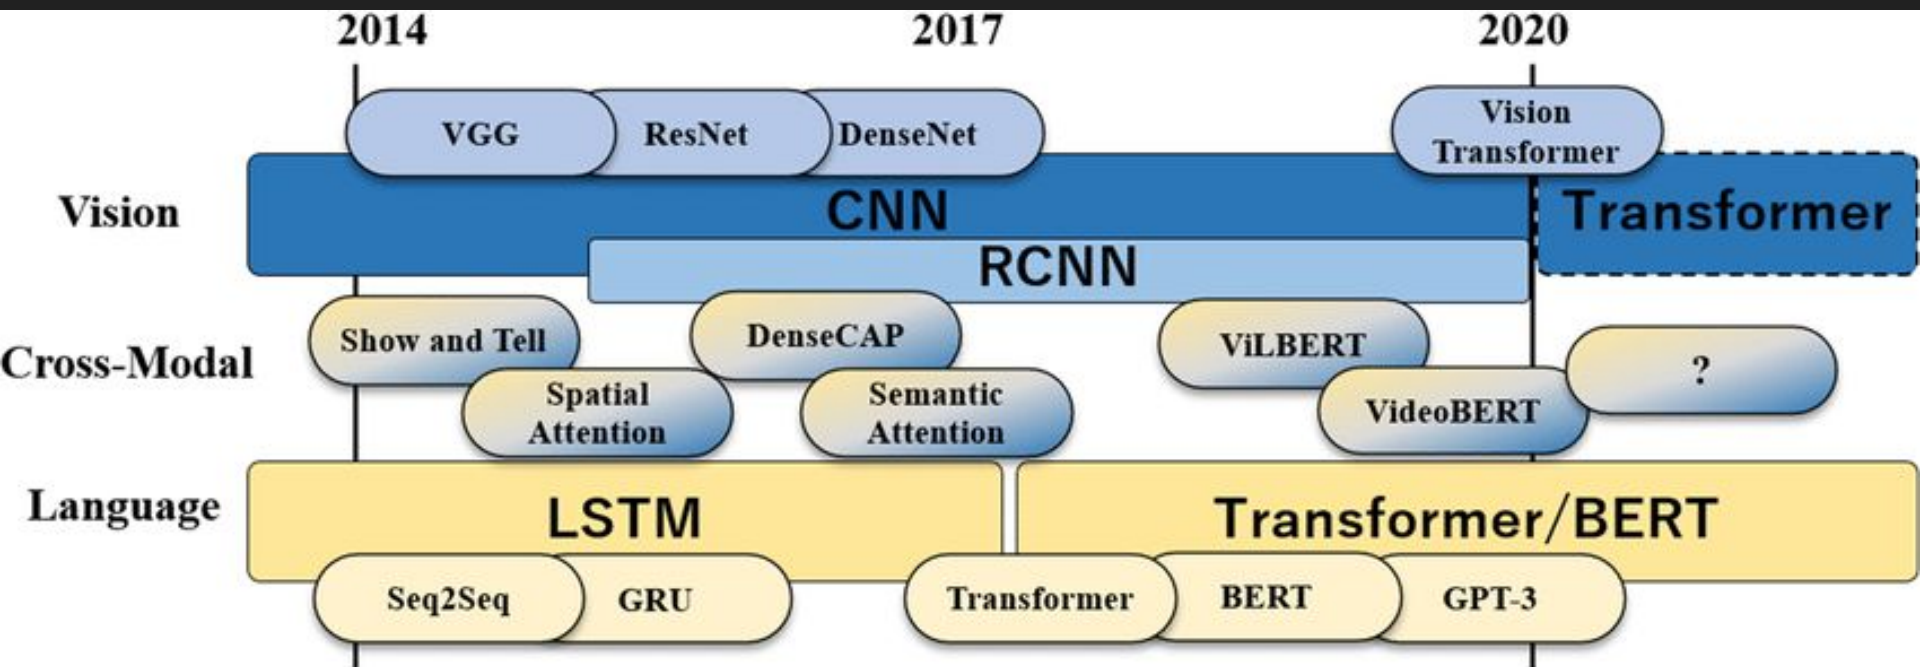 2014
2017
2020
VGG
ResNet
DenseNet
Vision
Transformer
Vision
CNN
Transformer
RCNN
Cross-Modal
Show and Tell
DenseCAP
ViLBERT
?
Spatial
Attention
Semantic
Attention
VideoBERT
Language
LSTM
Transformer/BERT
Seq2Seq
GRU
Transformer
BERT
GPT-3